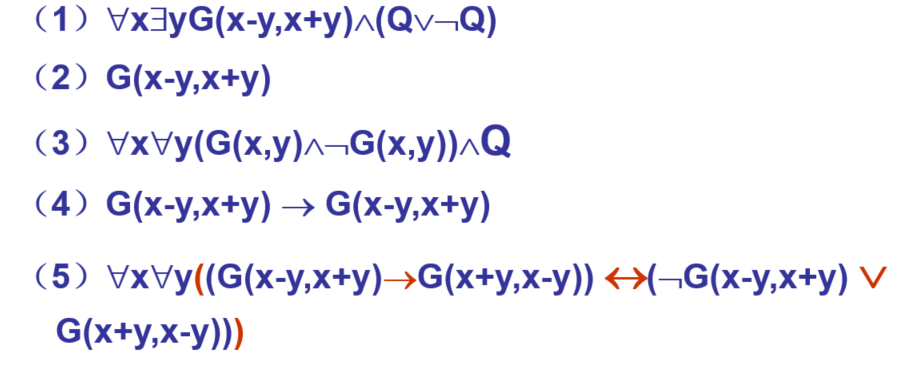 （1）∀x∃yG(x-y,x+y)∧(Q∨¬Q)
（2）G(x-y,x+y)
（3）∀x∀y(G(x,y)∧¬G(x,y))∧Q
（4）G(x-y,x+y) → G(x-y,x+y)
（5）∀x∀y((G(x-y,x+y)→G(x+y,x-y)) ↔(¬G(x-y,x+y) ∨
G(x+y,x-y)))